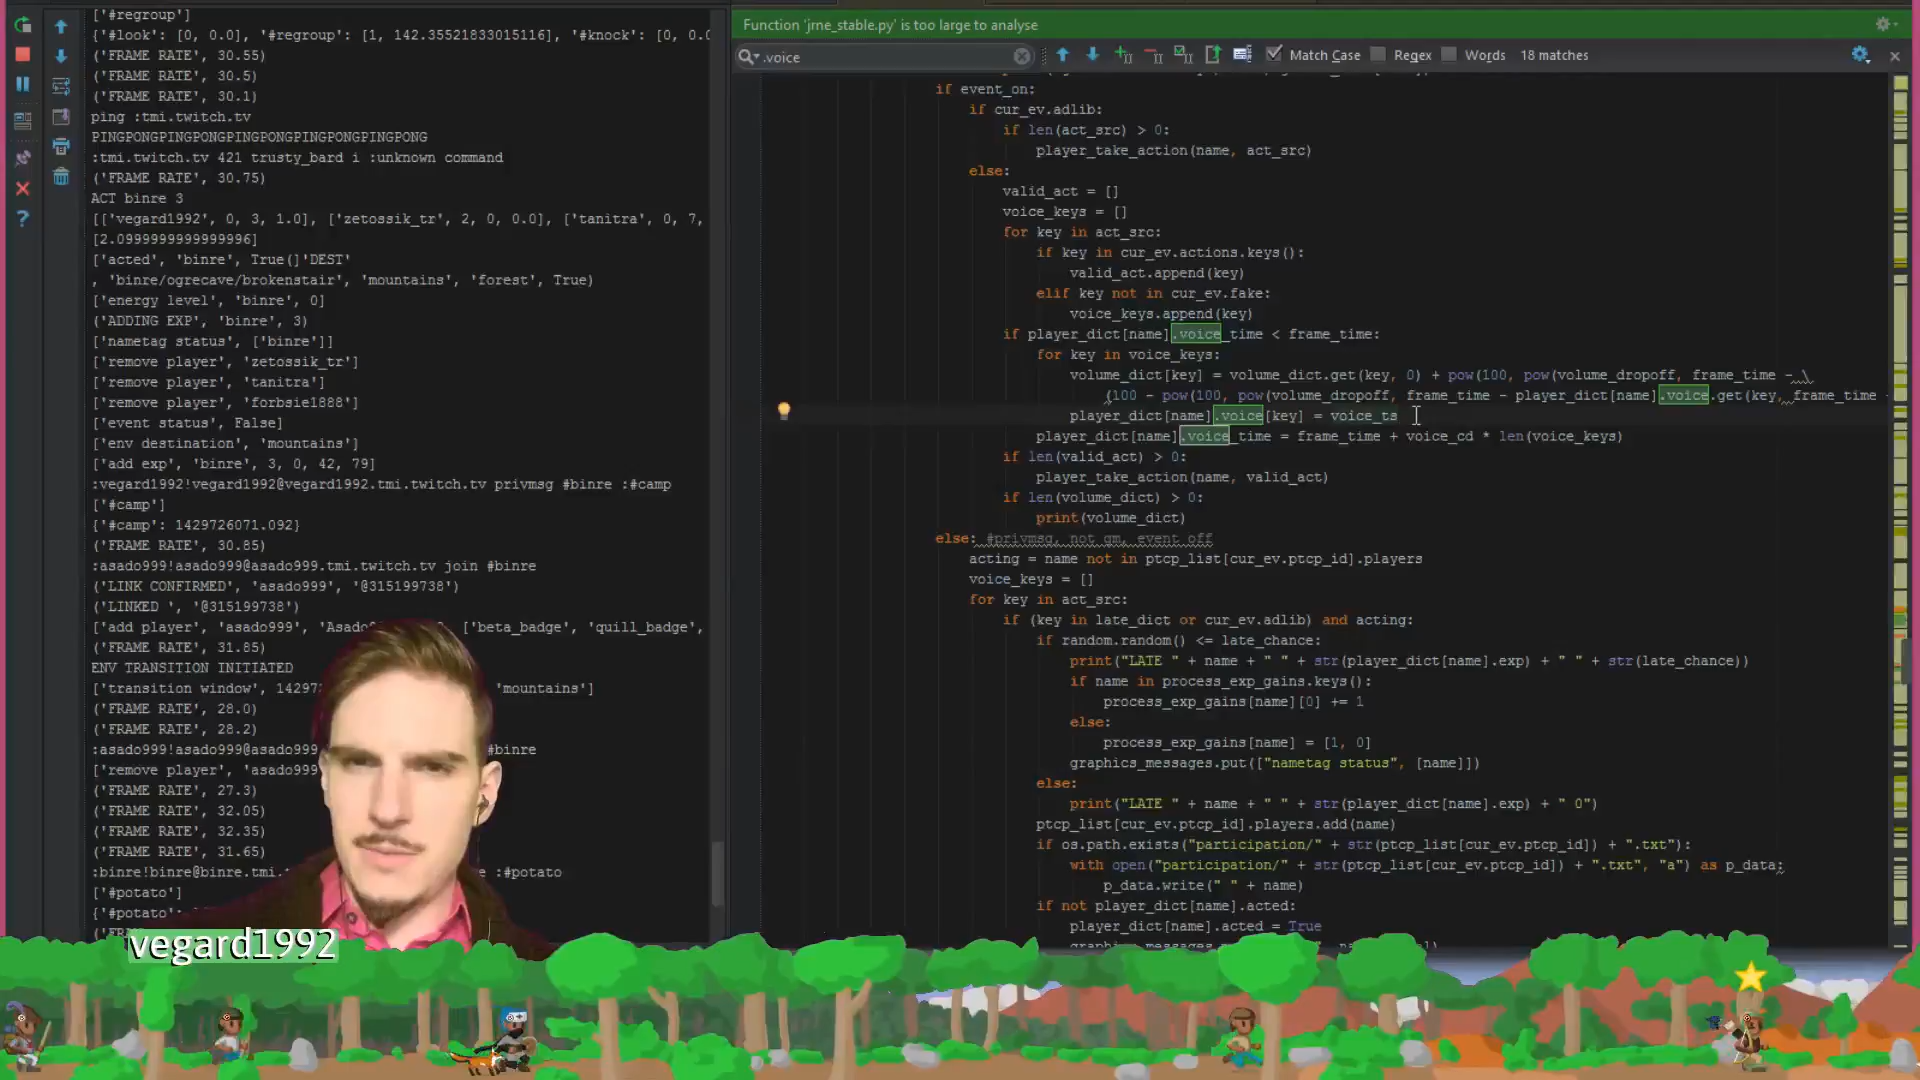 ['#regroup']
{'#look': [0, 0.0], '#regroup': [1, 142.35521833015116], '#knock': [0, 0.0
('FRAME RATE', 30.55)
('FRAME RATE', 30.5)
('FRAME RATE', 30.1)
ping :tmi.twitch.tv
PINGPONGPINGPONGPINGPONGPINGPONGPINGPONG
:tmi.twitch.tv 421 trusty_bard i :unknown command
('FRAME RATE', 30.75)
ACT binre 3
[['vegard1992', 0, 3, 1.0], ['zetossik_tr', 2, 0, 0.0], ['tanitra', 0, 7,
[2.0999999999999996]
['acted', 'binre', True(]'DEST'
, 'binre/ogrecave/brokenstair', 'mountains', 'forest', True)
['energy level', 'binre', 0]
('ADDING EXP', 'binre', 3)
['nametag status', ['binre']]
['remove player', 'zetossik_tr']
['remove player', 'tanitra']
['remove player', 'forbsie1888']
['event status', False]
['env destination', 'mountains']
['add exp', 'binre', 3, 0, 42, 79]
:vegard1992!vegard1992@vegard1992.tmi.twitch.tv privmsg #binre :#camp
['#camp']
{'#camp': 1429726071.092}
('FRAME RATE', 30.85)
:asado999!asado999@asado999.tmi.twitch.tv join #binre
('LINK CONFIRMED', 'asado999', '@315199738')
('LINKED ', '@315199738')
['add player', 'asado999', 'Asado ['beta_badge', 'quill_badge',
('FRAME RATE', 31.85)
ENV TRANSITION INITIATED
['transition window', 14297 'mountains']
('FRAME RATE', 28.0)
('FRAME RATE', 28.2)
:asado999!asado999@asado999. #binre
['remove player', 'asado999
('FRAME RATE', 27.3)
('FRAME RATE', 32.05)
('FRAME RATE', 32.35)
('FRAME RATE', 31.65)
:binre!binre@binre.tmi. :#potato
['#potato']
{'#potato':
vegard1992
Function 'jrne_stable.py' is too large to analyse
.voice
Match Case Regex Words 18 matches
if event_on:
if cur_ev.adlib:
if len(act_src) > 0:
player_take_action(name, act_src)
else:
valid_act = []
voice_keys = []
for key in act_src:
if key in cur_ev.actions.keys():
valid_act.append(key)
elif key not in cur_ev.fake:
voice_keys.append(key)
if player_dict[name].voice_time < frame_time:
for key in voice_keys:
volume_dict[key] = volume_dict.get(key, 0) + pow(100, pow(volume_dropoff, frame_time - \
(100 - pow(100, pow(volume_dropoff, frame_time - player_dict[name].voice.get(key, frame_time -
player_dict[name].voice[key] = voice_ts
player_dict[name].voice_time = frame_time + voice_cd * len(voice_keys)
if len(valid_act) > 0:
player_take_action(name, valid_act)
if len(volume_dict) > 0:
print(volume_dict)
else: #privmsg, not gm, event off
acting = name not in ptcp_list[cur_ev.ptcp_id].players
voice_keys = []
for key in act_src:
if (key in late_dict or cur_ev.adlib) and acting:
if random.random() <= late_chance:
print("LATE " + name + " " + str(player_dict[name].exp) + " " + str(late_chance))
if name in process_exp_gains.keys():
process_exp_gains[name][0] += 1
else:
process_exp_gains[name] = [1, 0]
graphics_messages.put(["nametag status", [name]])
else:
print("LATE " + name + " " + str(player_dict[name].exp) + " 0")
ptcp_list[cur_ev.ptcp_id].players.add(name)
if os.path.exists("participation/" + str(ptcp_list[cur_ev.ptcp_id]) + ".txt"):
with open("participation/" + str(ptcp_list[cur_ev.ptcp_id]) + ".txt", "a") as p_data:
p_data.write(" " + name)
if not player_dict[name].acted:
player_dict[name].acted = True